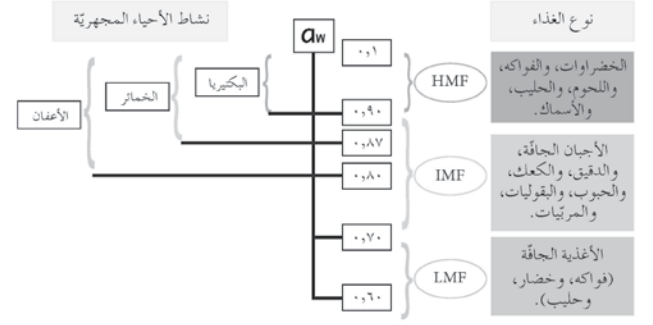 نوع الغذاء
aw
نشاط الأحياء المجهريّة
الخضراوات، والفواكه،
واللحوم، والحليب،
والأسماك.
HMF
٠,١
٠,٩٠
البكتيريا
الخمائر
الأعفان
الأجبان الجافّة،
والدقيق، والكعك،
والحبوب، والبقوليات،
والمربّيات.
IMF
٠,٨٧
٠,٨٠
٠,٧٠
الأغذية الجافّة
(فواكه، وخضار،
وحليب).
LMF
٠,٦٠